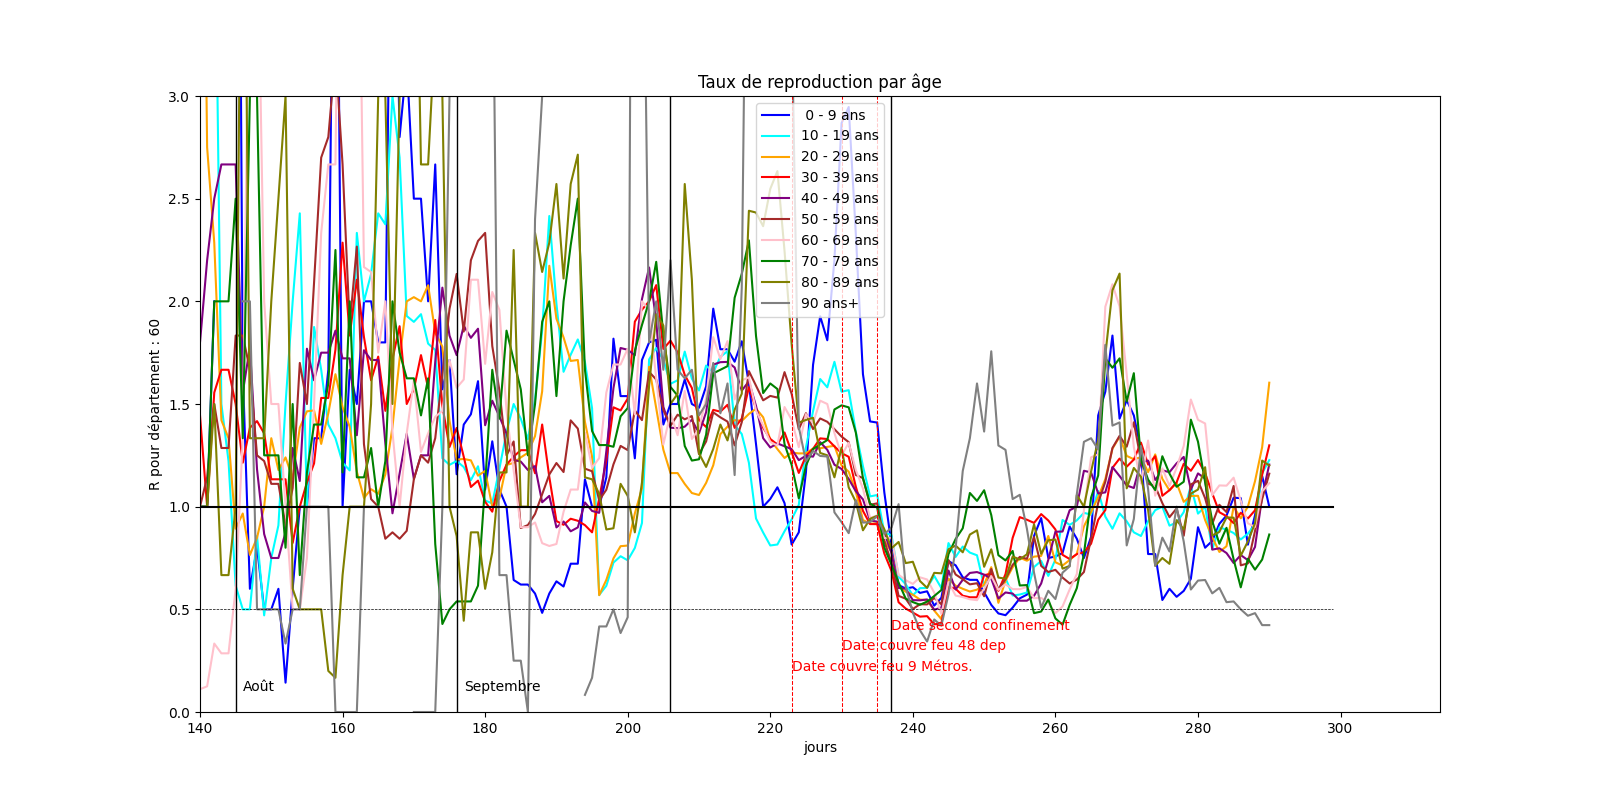 Taux de reproduction par âge
R pour département : 60
3.0
2.5
2.0
1.5
1.0
0.5
0.0
0 - 9 ans
10 - 19 ans
20 - 29 ans
30 - 39 ans
40 - 49 ans
50 - 59 ans
60 - 69 ans
70 - 79 ans
80 - 89 ans
90 ans+
Date second confinement
Date couvre feu 48 dep
Date couvre feu 9 Métros.
Août
Septembre
140
160
180
200
220
240
260
280
300
jours